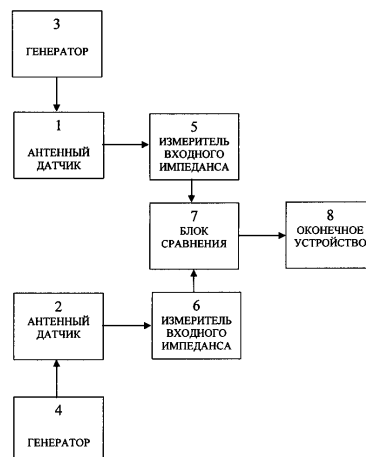 3
ГЕНЕРАТОР
1
АНТЕННЫЙ
ДАТЧИК
5
ИЗМЕРИТЕЛЬ
ВХОДНОГО
ИМПЕДАНСА
7
БЛОК
СРАВНЕНИЯ
8
ОКОНЕЧНОЕ
УСТРОЙСТВО
2
АНТЕННЫЙ
ДАТЧИК
6
ИЗМЕРИТЕЛЬ
ВХОДНОГО
ИМПЕДАНСА
4
ГЕНЕРАТОР